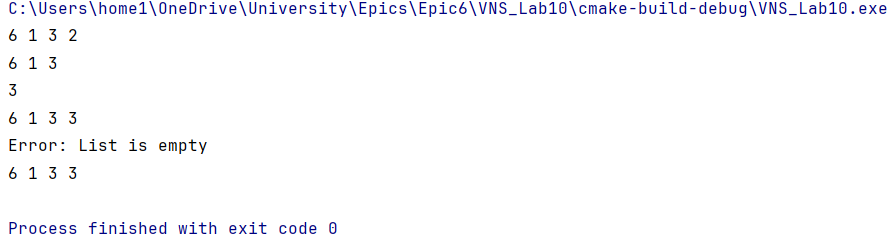 C:\Users\home1\OneDrive\University\Epics\Epic6\VNS_Lab10\cmake-build-debug\VNS_Lab10.exe
6 1 3 2
6 1 3
3
6 1 3 3
Error: List is empty
6 1 3 3
Process finished with exit code 0